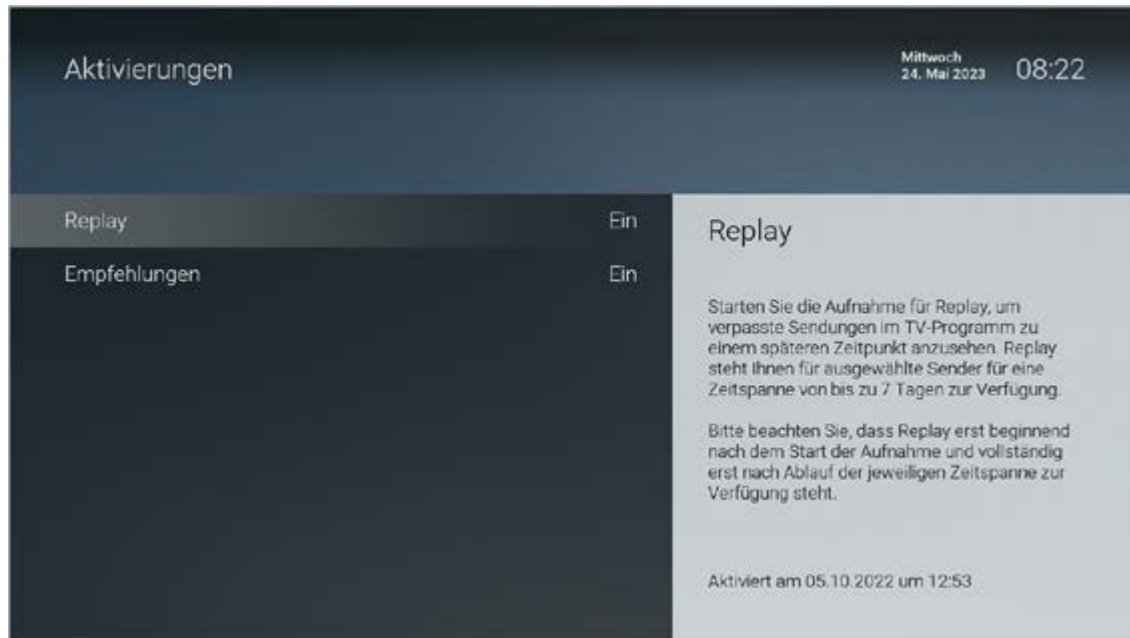 Aktivierungen
Mittwoch
24. Mai 2023
08:22
Replay Ein
Empfehlungen Ein
Replay
Starten Sie die Aufnahme für Replay, um
verpasste Sendungen im TV-Programm zu
einem späteren Zeitpunkt anzusehen. Replay
steht Ihnen für ausgewählte Sender für eine
Zeitspanne von bis zu 7 Tagen zur Verfügung.
Bitte beachten Sie, dass Replay erst beginnend
nach dem Start der Aufnahme und vollständig
erst nach Ablauf der jeweiligen Zeitspanne zur
Verfügung steht.
Aktiviert am 05.10.2022 um 12:53